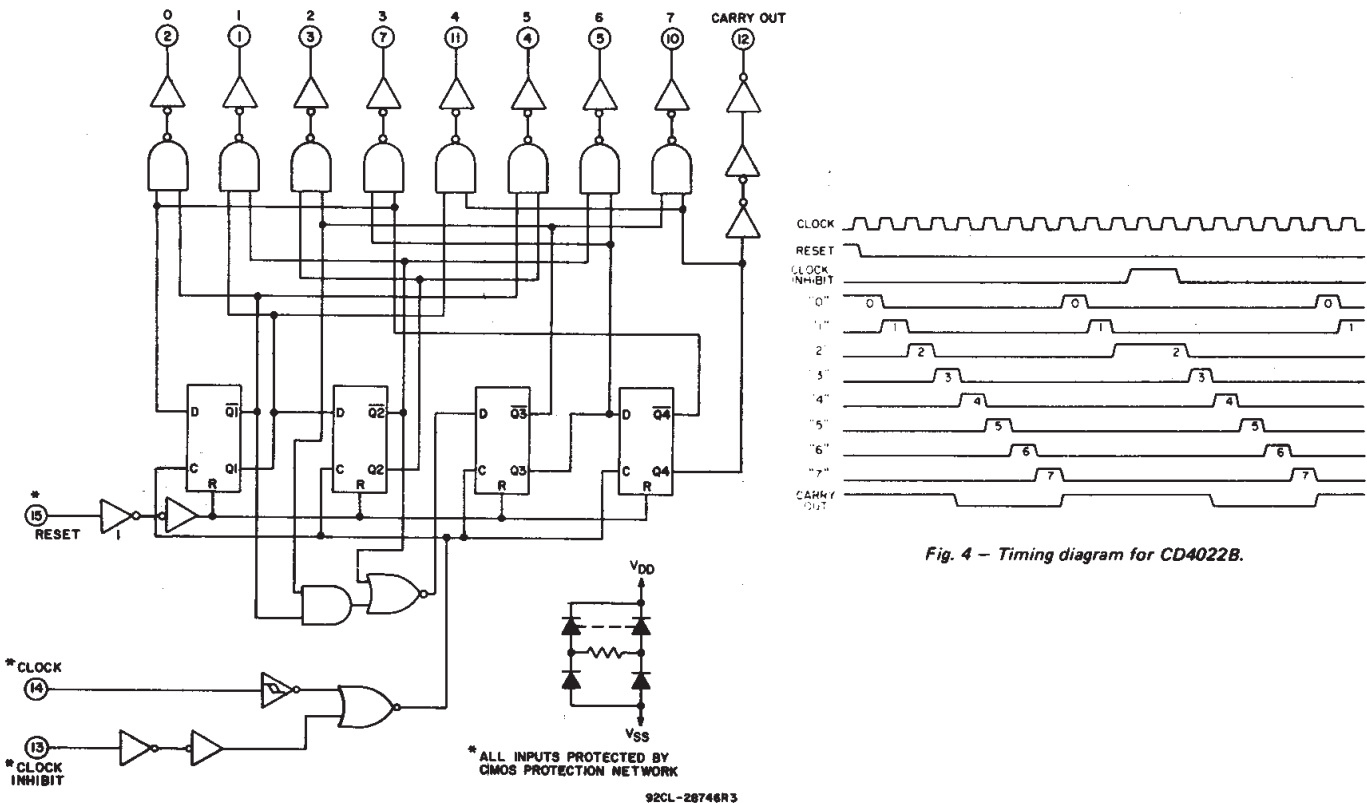 0 1 2 3 4 5 6 7 CARRY OUT
2 1 3 7 11 4 5 10 12
D Q1 D Q2 D Q3 D Q4
C Q1 C Q2 C Q3 C Q4
R R R R
*
15
RESET
1
* CLOCK
14
13
* CLOCK
INHIBIT
VDD
VSS
* ALL INPUTS PROTECTED BY
CMOS PROTECTION NETWORK
92CL-28746R3
CLOCK
RESET
CLOCK
INHIBIT
"0" 0 0 0
"1" 1 1 1
2 2 2
"3" 3 3
"4" 4 4
"5" 5 5
"6" 6 6
"7" 7 7
CARRY
OUT
Fig. 4 – Timing diagram for CD4022B.